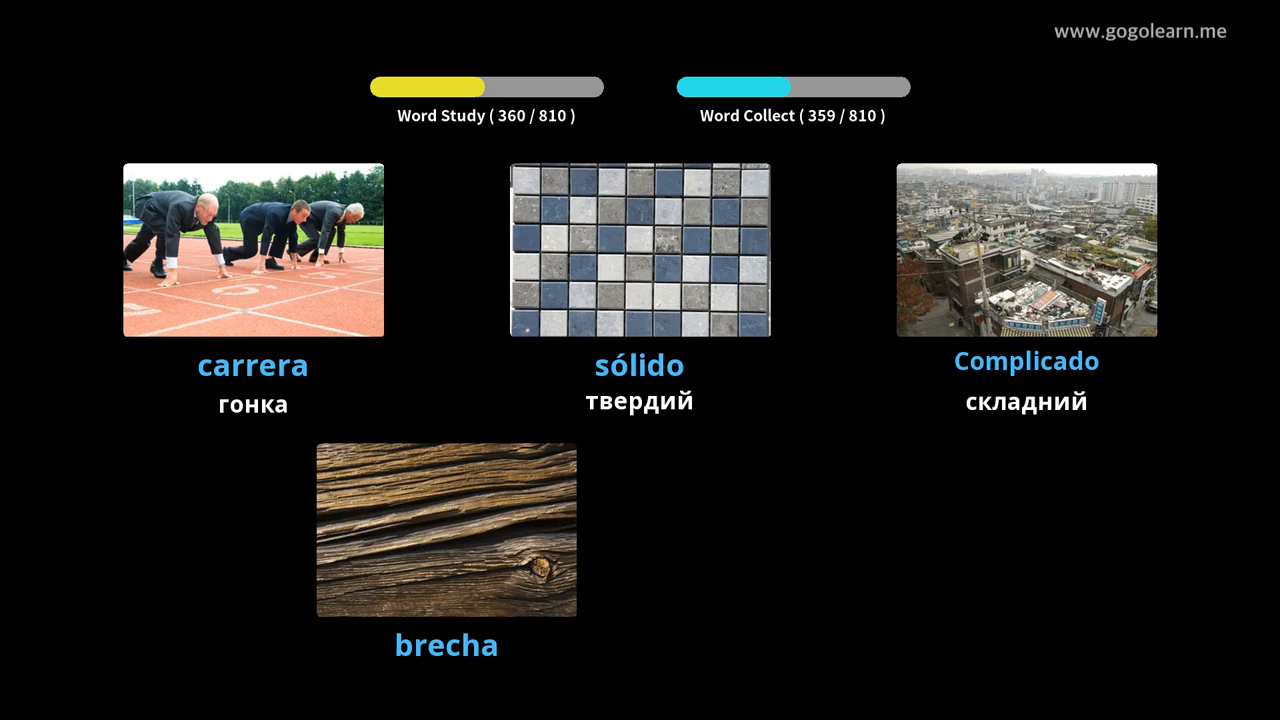 www.gogolearn.me
Word Study ( 360 / 810 )
Word Collect ( 359 / 810 )
carrera
гонка
sólido
твердий
Complicado
складний
brecha